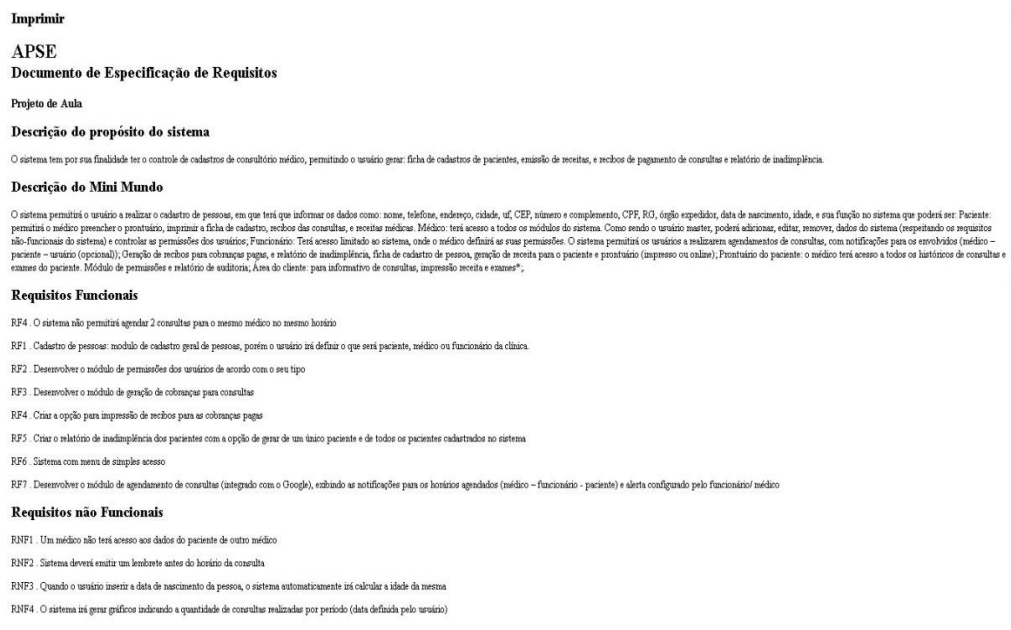 Imprimir
APSE
Documento de Especificação de Requisitos
Projeto de Aula
Descrição do propósito do sistema
O sistema tem por sua finalidade ter o controle de cadastros de consultório médico, permitindo o usuário gerar: ficha de cadastros de pacientes, emissão de receitas, e recibos de pagamento de consultas e relatório de inadimplência.
Descrição do Mini Mundo
O sistema permitirá o usuário a realizar o cadastro de pessoas, em que terá que informar os dados como: nome, telefone, endereço, cidade, uf, CEP, número e complemento, CPF, RG, órgão expedidor, data de nascimento, idade, e sua função no sistema que poderá ser: Paciente:
permitirá o médico preencher o prontuário, imprimir a ficha de cadastro, recibos das consultas, e receitas médicas. Médico: terá acesso a todos os módulos do sistema. Como sendo o usuário master, poderá adicionar, editar, remover, dados do sistema (respeitando os requisitos
não-funcionais do sistema) e controlar as permissões dos usuários; Funcionário: Terá acesso limitado ao sistema, onde o médico definirá as suas permissões. O sistema permitirá os usuários a realizarem agendamentos de consultas, com notificações para os envolvidos (médico –
paciente – usuário (opcional)); Geração de recibos para cobranças pagas, e relatório de inadimplência, ficha de cadastro de pessoa, geração de receita para o paciente e prontuário (impresso ou online); Prontuário do paciente: o médico terá acesso a todos os históricos de consultas e
exames do paciente. Módulo de permissões e relatório de auditoria; Área do cliente: para informativo de consultas, impressão receita e exames*;.
Requisitos Funcionais
RF4 . O sistema não permitirá agendar 2 consultas para o mesmo médico no mesmo horário
RF1 . Cadastro de pessoas: modulo de cadastro geral de pessoas, porém o usuário irá definir o que será paciente, médico ou funcionário da clínica.
RF2 . Desenvolver o módulo de permissões dos usuários de acordo com o seu tipo
RF3 . Desenvolver o módulo de geração de cobranças para consultas
RF4 . Criar a opção para impressão de recibos para as cobranças pagas
RF5 . Criar o relatório de inadimplência dos pacientes com a opção de gerar de um único paciente e de todos os pacientes cadastrados no sistema
RF6 . Sistema com menu de simples acesso
RF7 . Desenvolver o módulo de agendamento de consultas (integrado com o Google), exibindo as notificações para os horários agendados (médico – funcionário - paciente) e alerta configurado pelo funcionário/ médico
Requisitos não Funcionais
RNF1 . Um médico não terá acesso aos dados do paciente de outro médico
RNF2 . Sistema deverá emitir um lembrete antes do horário da consulta
RNF3 . Quando o usuário inserir a data de nascimento da pessoa, o sistema automaticamente irá calcular a idade da mesma
RNF4 . O sistema irá gerar gráficos indicando a quantidade de consultas realizadas por período (data definida pelo usuário)